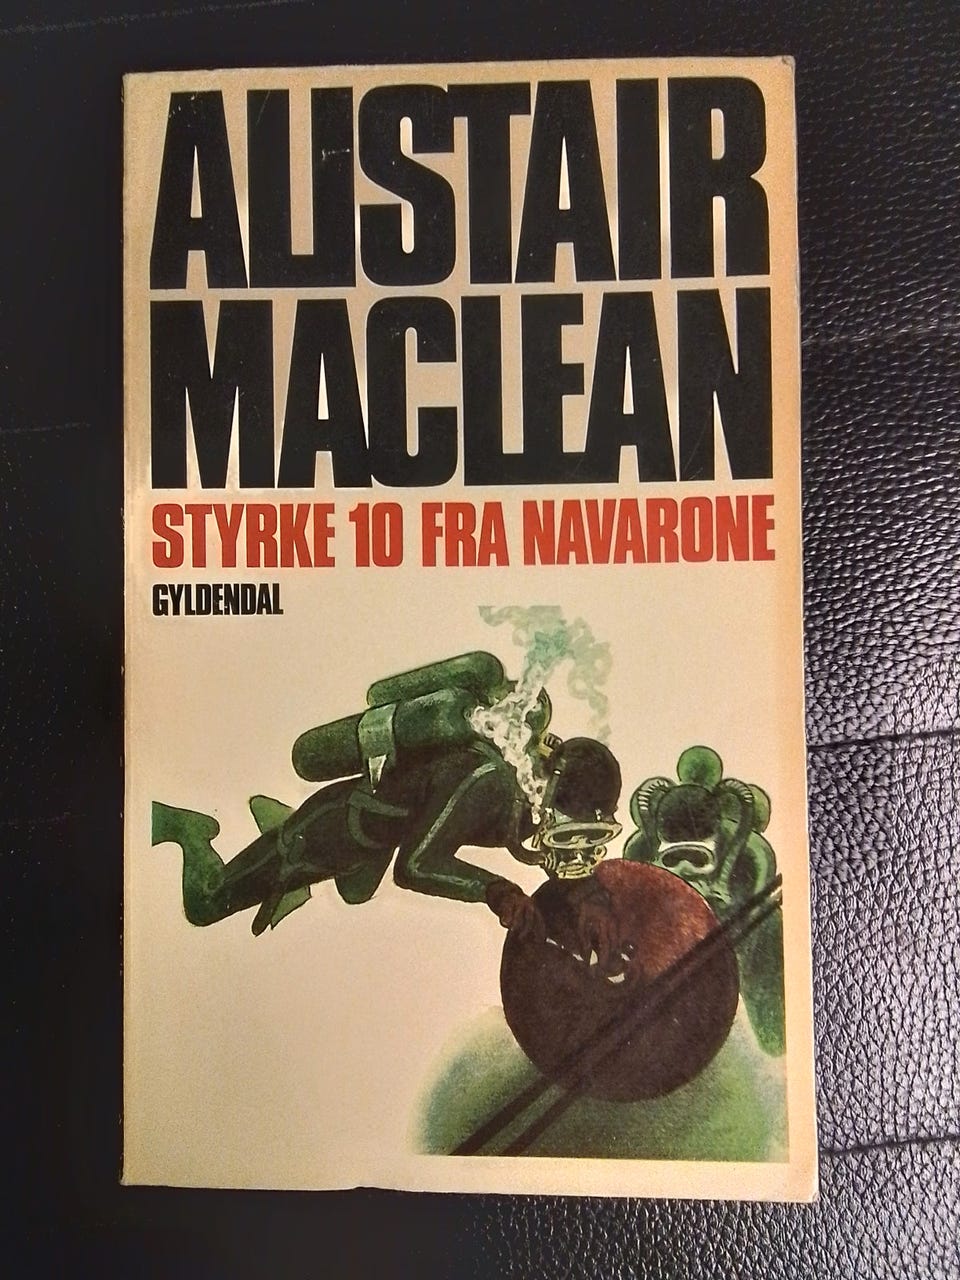 ALISTAIR
MACLEAN
STYRKE 10 FRA NAVARONE
GYLDENDAL